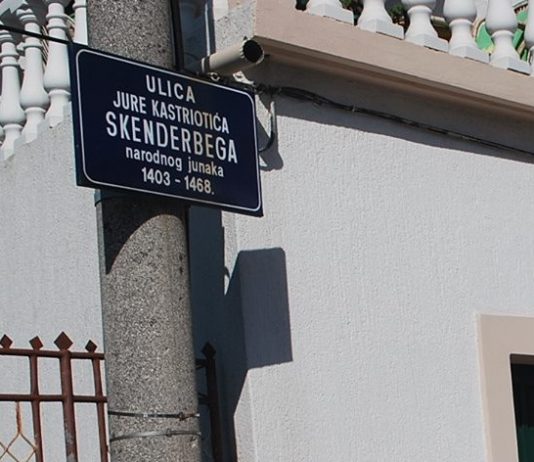 ULICA
JURE KASTRIOTIĆA
SKENDERBEGA
narodnog junaka
1403 - 1468.